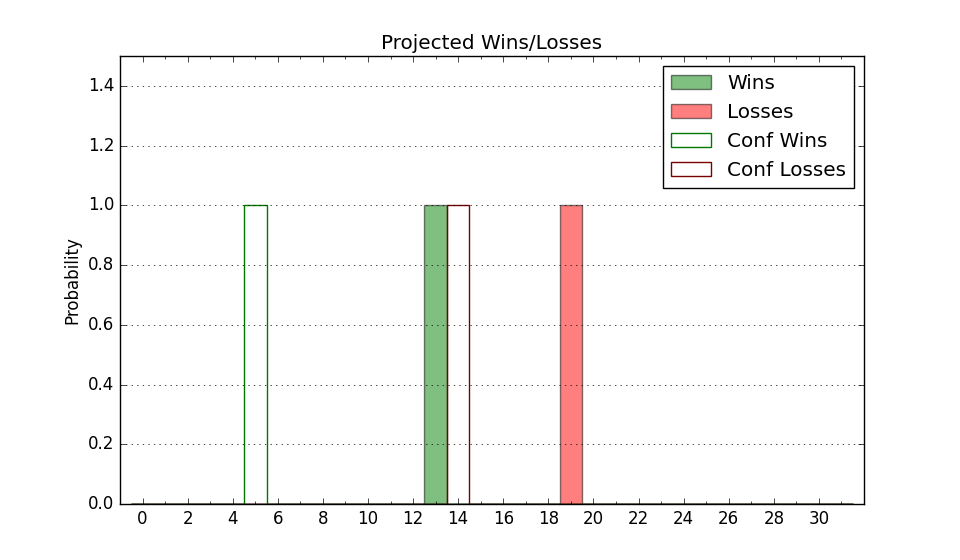 Projected Wins/Losses
Wins
Losses
Conf Wins
Conf Losses
Probability
1.4
1.2
1.0
0.8
0.6
0.4
0.2
0.0
0 2 4 6 8 10 12 14 16 18 20 22 24 26 28 30